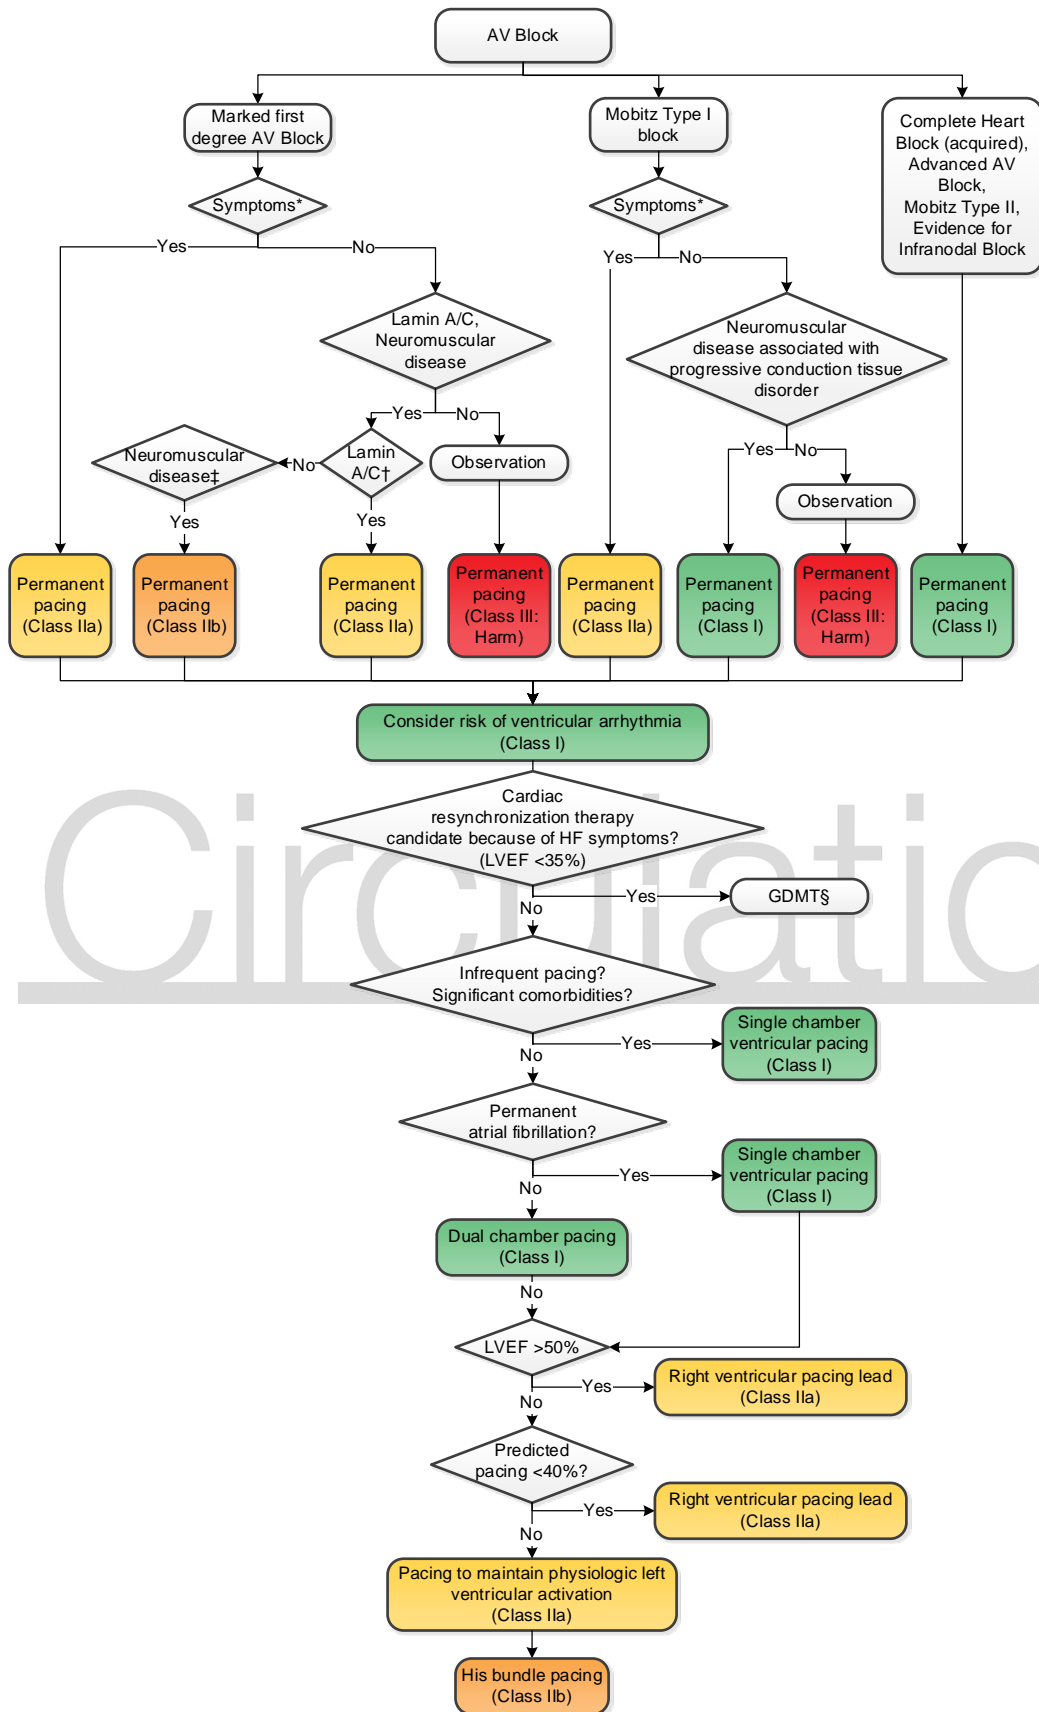 AV Block
Marked first
degree AV Block
Mobitz Type I
block
Complete Heart
Block (acquired),
Advanced AV
Block,
Mobitz Type II,
Evidence for
Infranodal Block
Symptoms*
Symptoms*
Yes
No
Yes
No
Lamin A/C,
Neuromuscular
disease
Neuromuscular
disease associated with
progressive conduction tissue
disorder
Yes
No
Yes
No
Neuromuscular
disease‡
No
Lamin
A/C†
Observation
Observation
Yes
Yes
Permanent
pacing
(Class IIa)
Permanent
pacing
(Class IIb)
Permanent
pacing
(Class IIa)
Permanent
pacing
(Class III:
Harm)
Permanent
pacing
(Class IIa)
Permanent
pacing
(Class I)
Permanent
pacing
(Class III:
Harm)
Permanent
pacing
(Class I)
Consider risk of ventricular arrhythmia
(Class I)
Cardiac
resynchronization therapy
candidate because of HF symptoms?
(LVEF <35%)
Yes
GDMT§
No
Circulatio
Infrequent pacing?
Significant comorbidities?
Yes
Single chamber
ventricular pacing
(Class I)
No
Permanent
atrial fibrillation?
Yes
Single chamber
ventricular pacing
(Class I)
No
Dual chamber pacing
(Class I)
No
LVEF >50%
Yes
Right ventricular pacing lead
(Class IIa)
No
Predicted
pacing <40%?
Yes
Right ventricular pacing lead
(Class IIa)
No
Pacing to maintain physiologic left
ventricular activation
(Class IIa)
His bundle pacing
(Class IIb)